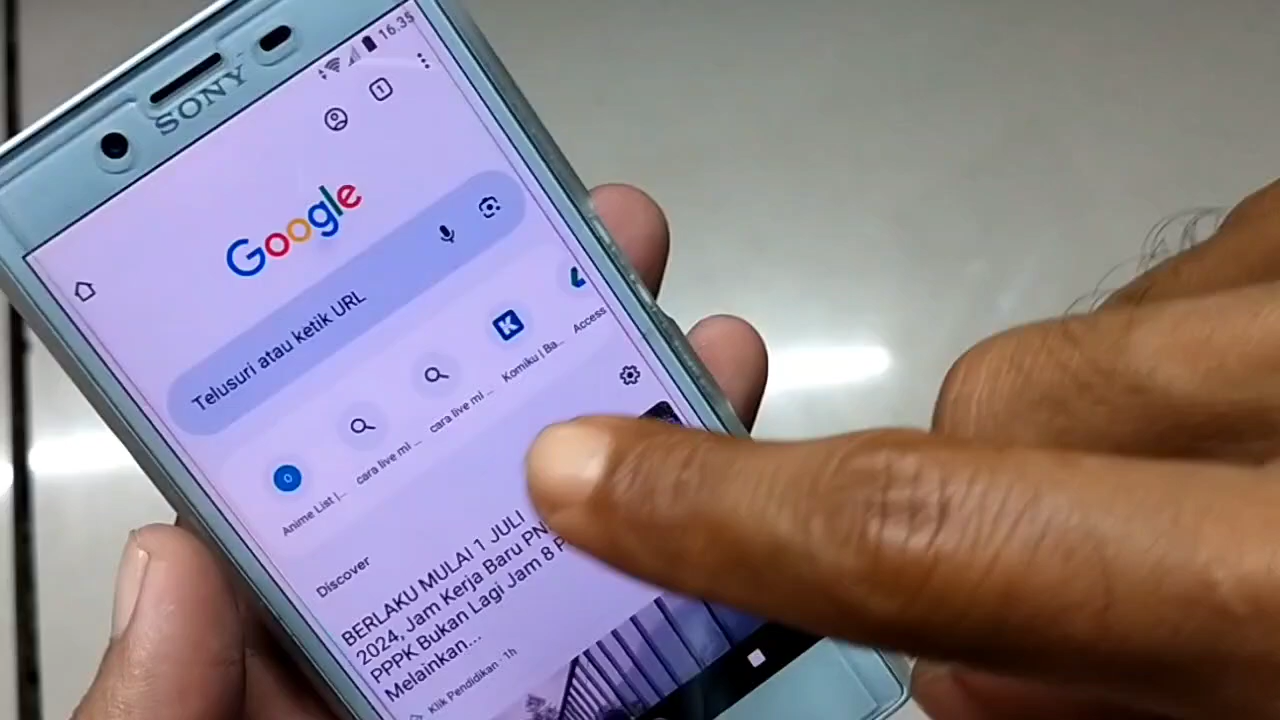 SONY
16.35
1
Google
Telusuri atau ketik URL
Anime List |...
cara live ml ...
cara live ml ...
Komiku | Ba...
Access
Discover
BERLAKU MULAI 1 JULI
2024, Jam Kerja Baru PN
PPPK Bukan Lagi Jam 8 P
Melainkan...
Klik Pendidikan · 1h